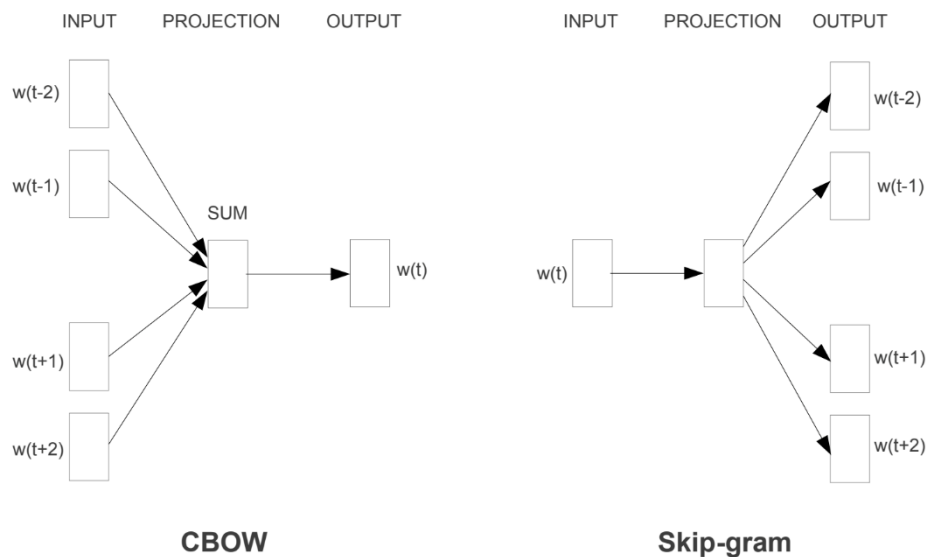 INPUT PROJECTION OUTPUT
w(t-2)
w(t-1)
SUM
w(t)
w(t+1)
w(t+2)
CBOW
INPUT PROJECTION OUTPUT
w(t-2)
w(t-1)
w(t)
w(t+1)
w(t+2)
Skip-gram